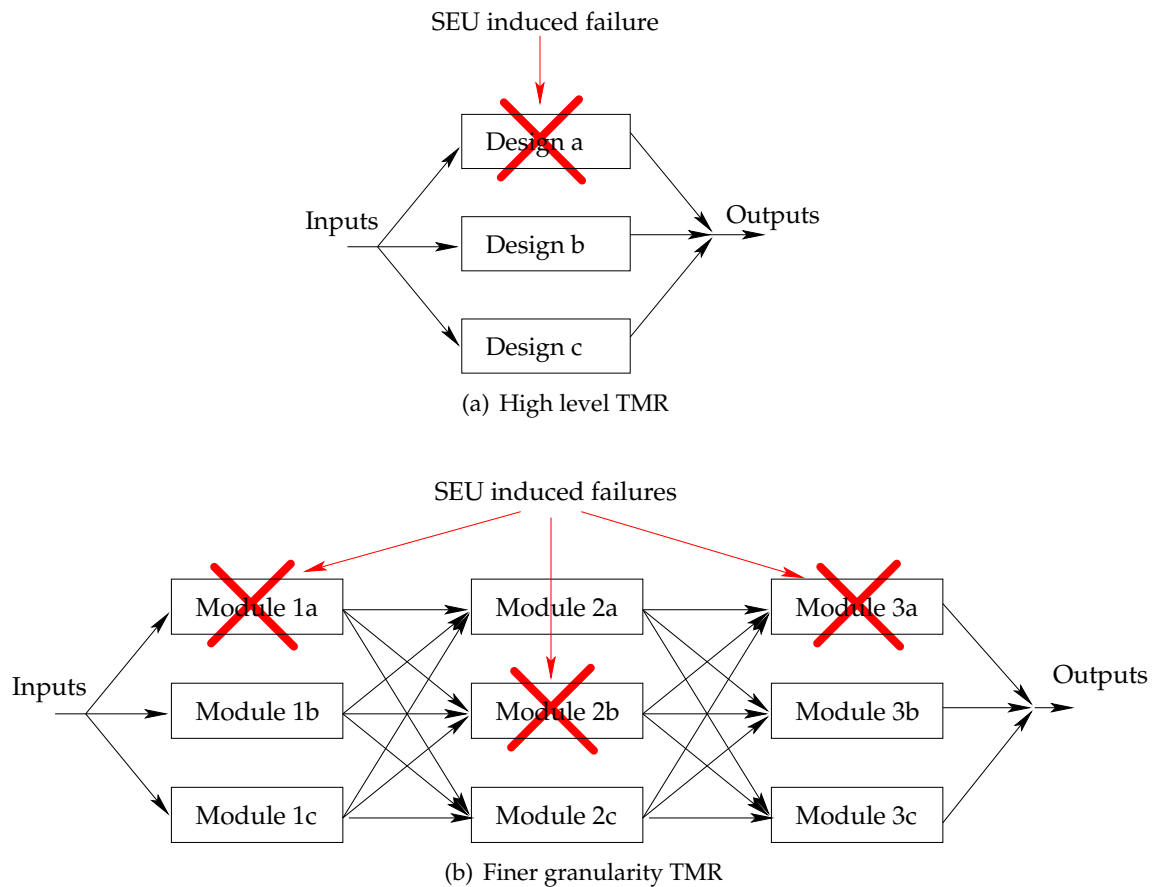 SEU induced failure
Design a
Inputs
Outputs
Design b
Design c
(a) High level TMR
SEU induced failures
Module 1a
Module 2a
Module 3a
Inputs
Outputs
Module 1b
Module 2b
Module 3b
Module 1c
Module 2c
Module 3c
(b) Finer granularity TMR